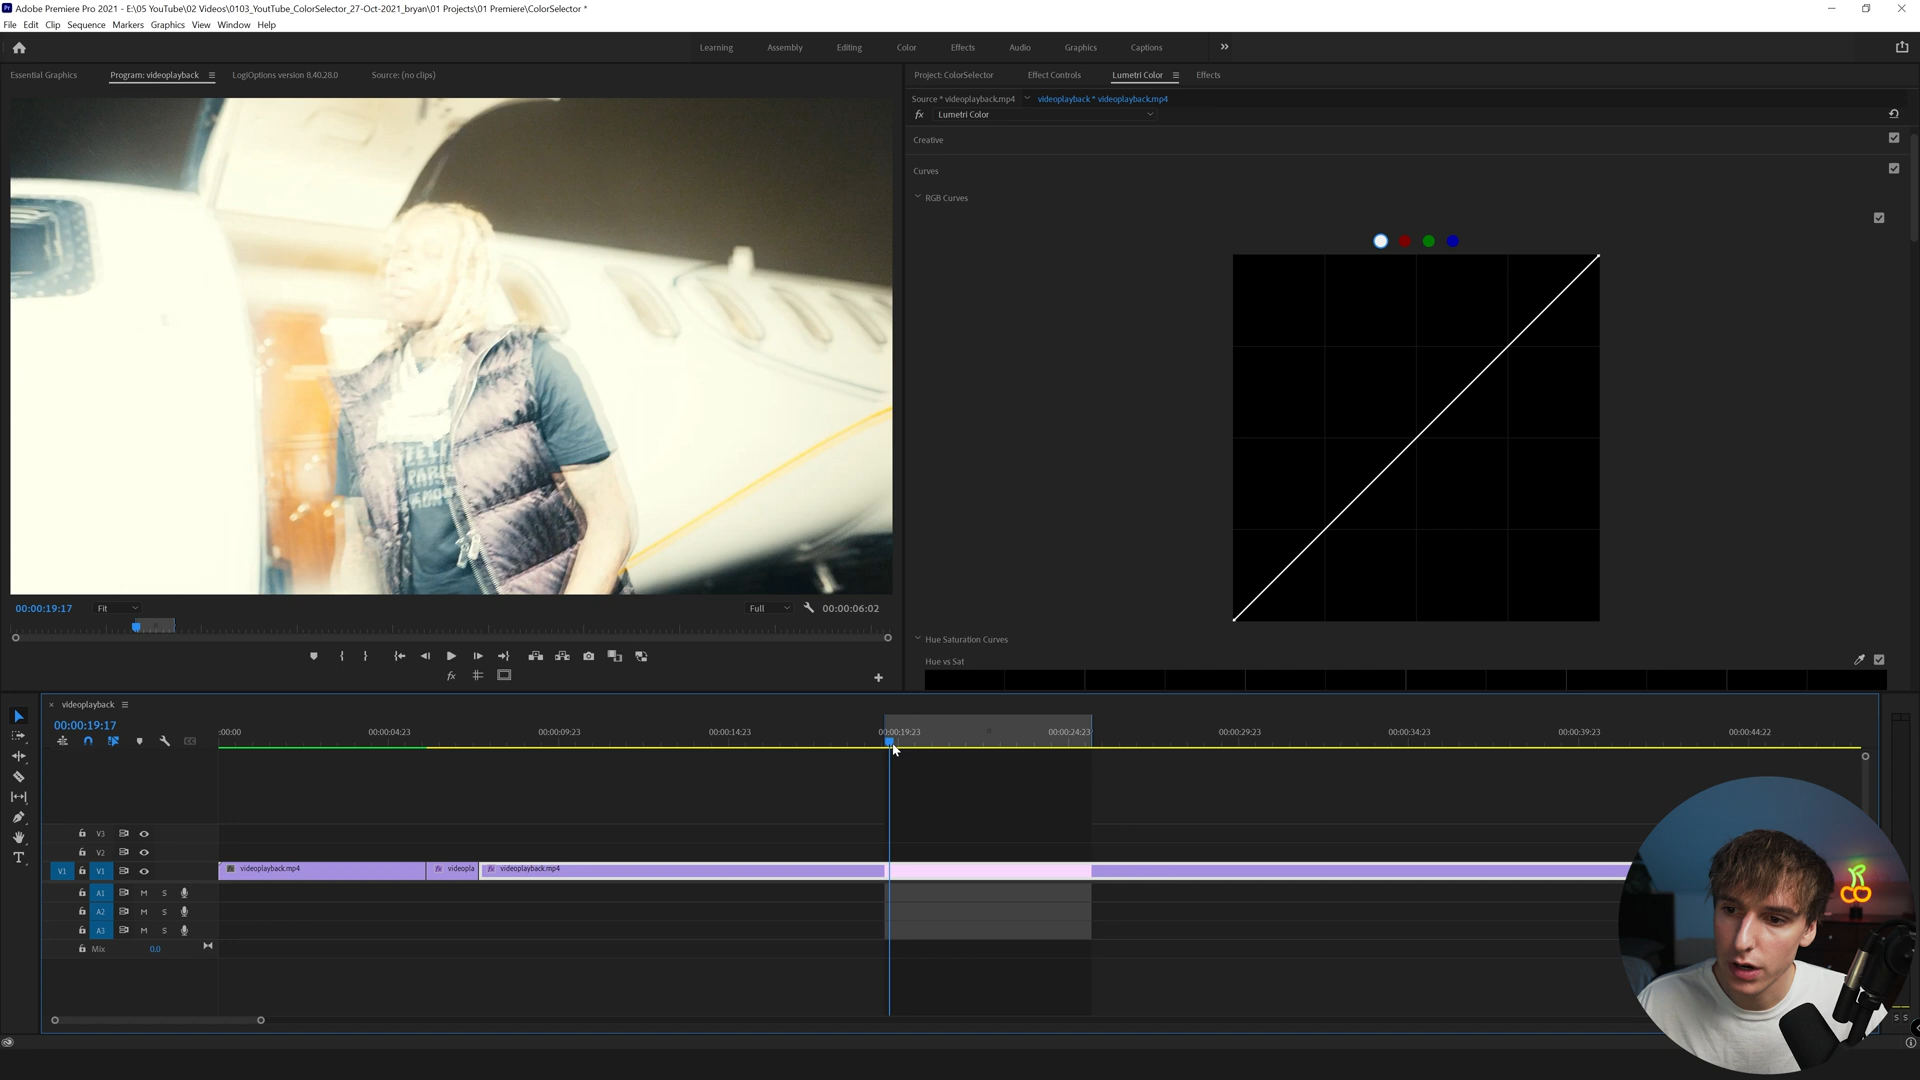 Adobe Premiere Pro 2021 - E:\05 YouTube\02 Videos\0103_YoutTube_ColorSelector_27-Oct-2021_bryan\01 Projects\01 Premiere\ColorSelector *
File Edit Clip Sequence Markers Graphics View Window Help
Learning Assembly Editing Color Effects Audio Graphics Captions
Essential Graphics Program: videoplayback LogiOptions version 8.40.28.0 Source: (no clips)
Project: ColorSelector Effect Controls Lumetri Color Effects
Source * videoplayback.mp4 videoplayback * videoplayback.mp4
fx Lumetri Color
Creative
Curves
RGB Curves
PARIS
00:00:19:17 Fit Full 00:00:06:02
fx
Hue Saturation Curves
Hue vs Sat
videoplayback
00:00:19:17
:00:00 00:00:04:23 00:00:09:23 00:00:14:23 00:00:19:23 00:00:24:23 00:00:29:23 00:00:34:23 00:00:39:23 00:00:44:22
V3
V2
V1 V1 videoplayback.mp4 videopla videoplayback.mp4
A1 M S
A2 M S
A3 M S
Mix 0.0
S S